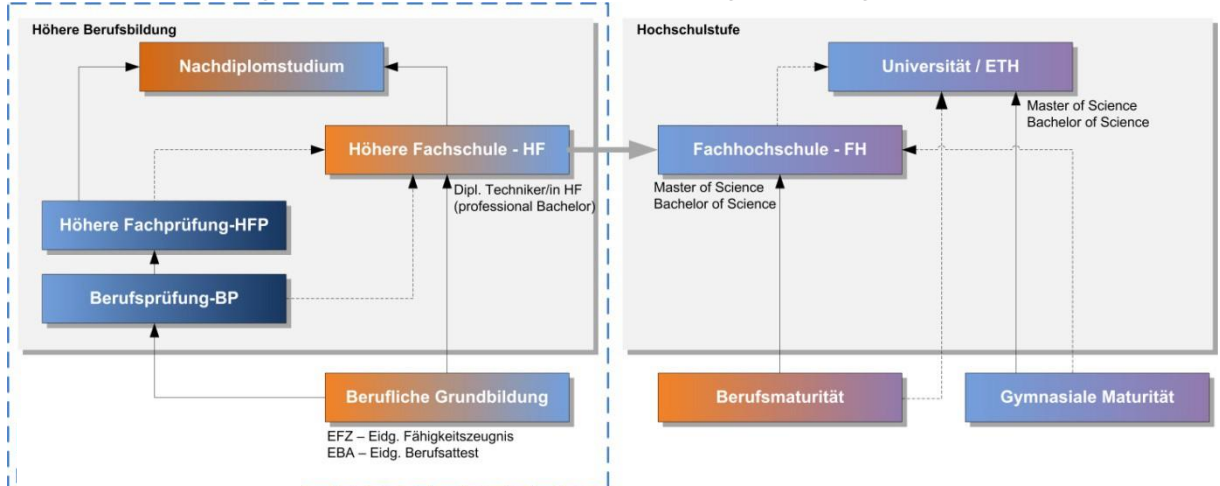 Höhere Berufsbildung
Nachdiplomstudium
Höhere Fachschule - HF
Dipl. Techniker/in HF
(professional Bachelor)
Höhere Fachprüfung-HFP
Berufsprüfung-BP
Berufliche Grundbildung
EFZ – Eidg. Fähigkeitszeugnis
EBA – Eidg. Berufsattest
Hochschulstufe
Universität / ETH
Master of Science
Bachelor of Science
Fachhochschule - FH
Master of Science
Bachelor of Science
Berufsmaturität
Gymnasiale Maturität